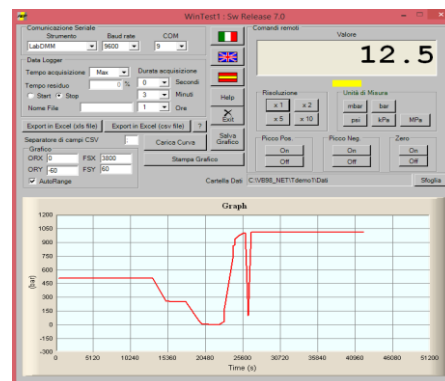 WinTest1 : Sw Release 7.0
Comunicazione Seriale
Strumento Baud rate COM
LabDMM 9600 9
Data Logger
Tempo acquisizione Max Durata acquisizione
Tempo residuo 0 % 0 Secondi
Start Stop 3 Minuti
Nome File 1 Ore
Export in Excel (xls file) Export in Excel (csv file) ?
Separatore di campi CSV
Carica Curva
Grafico
ORX 0 FSX 3800
ORY -60 FSY 60
AutoRange
Stampa Grafico
Help
Exit
Salva
Grafico
Comandi remoti
Valore
12.5
Risoluzione
x 1 x 2
x 5 x 10
Unità di Misura
mbar bar
psi kPa MPa
Picco Pos. Picco Neg. Zero
On On On
Off Off Off
Cartella Dati C:\VB98_NET\Tdemo1\Dati Sfoglia
Graph
1200
1050
900
750
600
450
300
150
0
-150
-300
(bar)
0 5120 10240 15360 20480 25600 30720 35840 40960 46080 51200
Time (s)